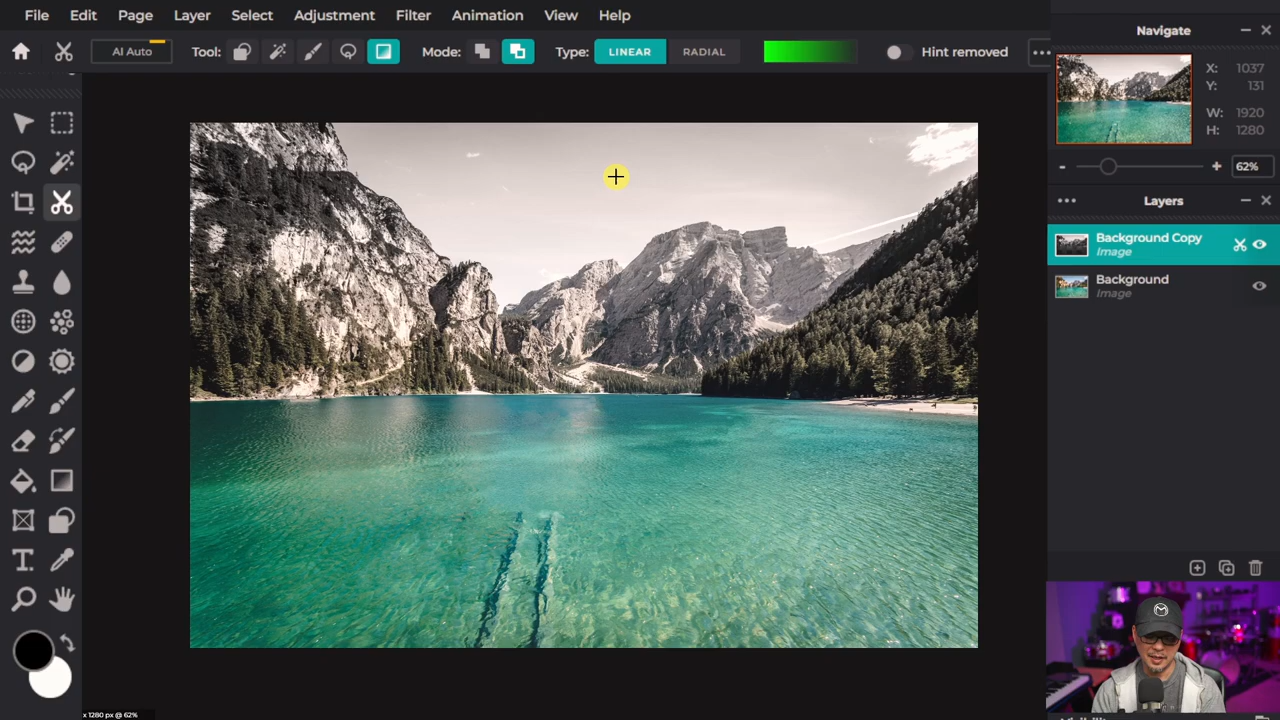 File Edit Page Layer Select Adjustment Filter Animation View Help
AI Auto Tool: Mode: Type: LINEAR RADIAL Hint removed
Navigate
X: 1037
Y: 131
W: 1920
H: 1280
- + 62%
Layers
Background Copy
Image
Background
Image
T
x 1280 px @ 62%